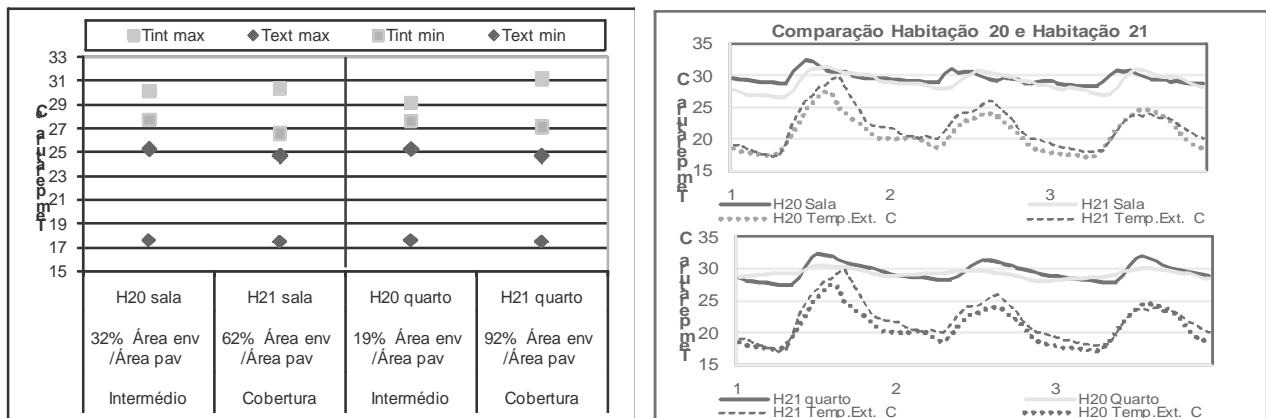 Tint max Text max Tint min Text min
33
31
29
27
25
23
21
19
17
15
Temperatura C
H20 sala H21 sala H20 quarto H21 quarto
32% Área env 62% Área env 19% Área env 92% Área env
/Área pav /Área pav /Área pav /Área pav
Intermédio Cobertura Intermédio Cobertura
Comparação Habitação 20 e Habitação 21
35
30
25
20
15
Temperatura C
1 2 3
H20 Sala H21 Sala
H20 Temp.Ext. C H21 Temp.Ext. C
35
30
25
20
15
Temperatura C
1 2 3
H21 quarto H20 Quarto
H21 Temp.Ext. C H20 Temp.Ext. C